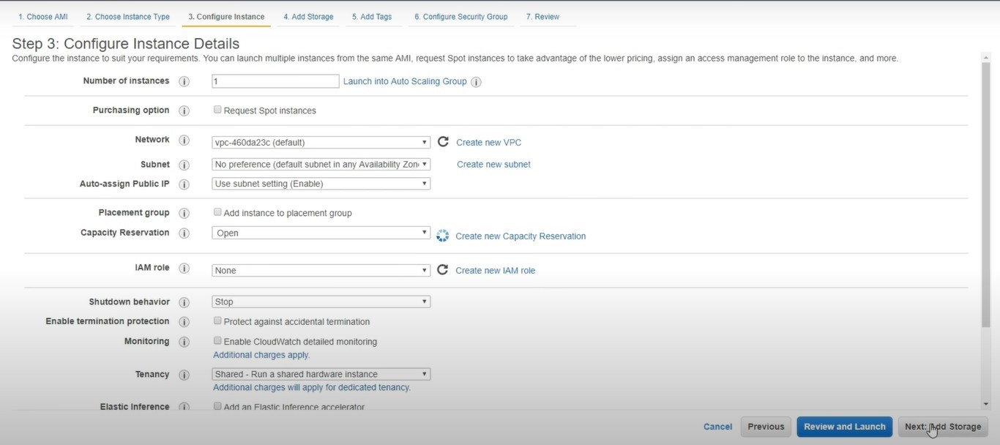 1. Choose AMI 2. Choose Instance Type 3. Configure Instance 4. Add Storage 5. Add Tags 6. Configure Security Group 7. Review
Step 3: Configure Instance Details
Configure the instance to suit your requirements. You can launch multiple instances from the same AMI, request Spot instances to take advantage of the lower pricing, assign an access management role to the instance, and more.
Number of instances 1 Launch into Auto Scaling Group
Purchasing option Request Spot instances
Network vpc-460da23c (default) Create new VPC
Subnet No preference (default subnet in any Availability Zon Create new subnet
Auto-assign Public IP Use subnet setting (Enable)
Placement group Add instance to placement group
Capacity Reservation Open Create new Capacity Reservation
IAM role None Create new IAM role
Shutdown behavior Stop
Enable termination protection Protect against accidental termination
Monitoring Enable CloudWatch detailed monitoring
Additional charges apply.
Tenancy Shared - Run a shared hardware instance
Additional charges will apply for dedicated tenancy.
Elastic Inference Add an Elastic Inference accelerator
Cancel Previous Review and Launch Next: Add Storage